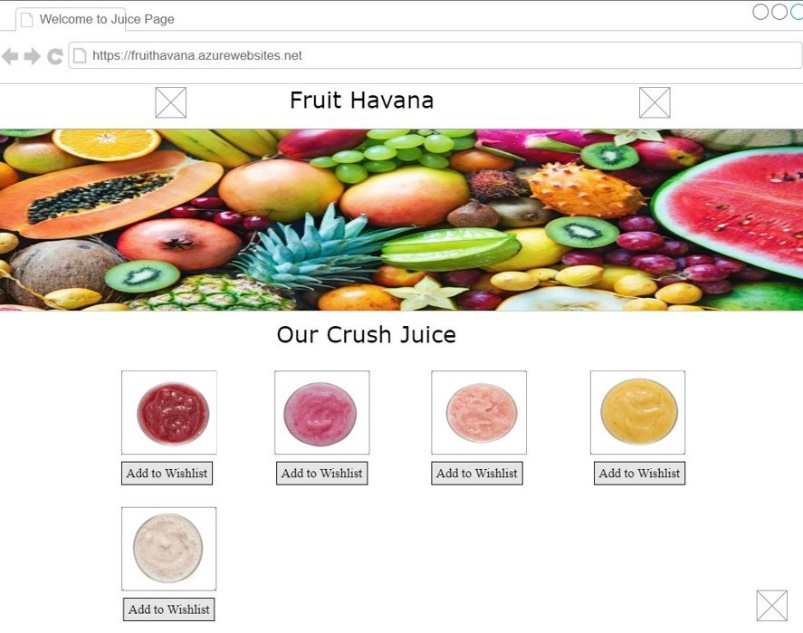 Welcome to Juice Page
https://fruithavana.azurewebsites.net
Fruit Havana
Our Crush Juice
Add to Wishlist
Add to Wishlist
Add to Wishlist
Add to Wishlist
Add to Wishlist